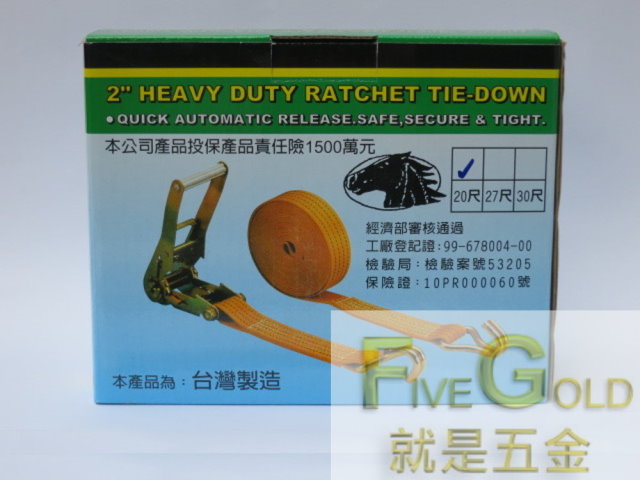 2" HEAVY DUTY RATCHET TIE-DOWN
●QUICK AUTOMATIC RELEASE.SAFE,SECURE & TIGHT.
本公司產品投保產品責任險1500萬元
✓
20尺 27尺 30尺
經濟部審核通過
工廠登記證:99-678004-00
檢驗局:檢驗案號53205
保險證:10PR000060號
本產品為:台灣製造
FIVE GOLD
就是五金